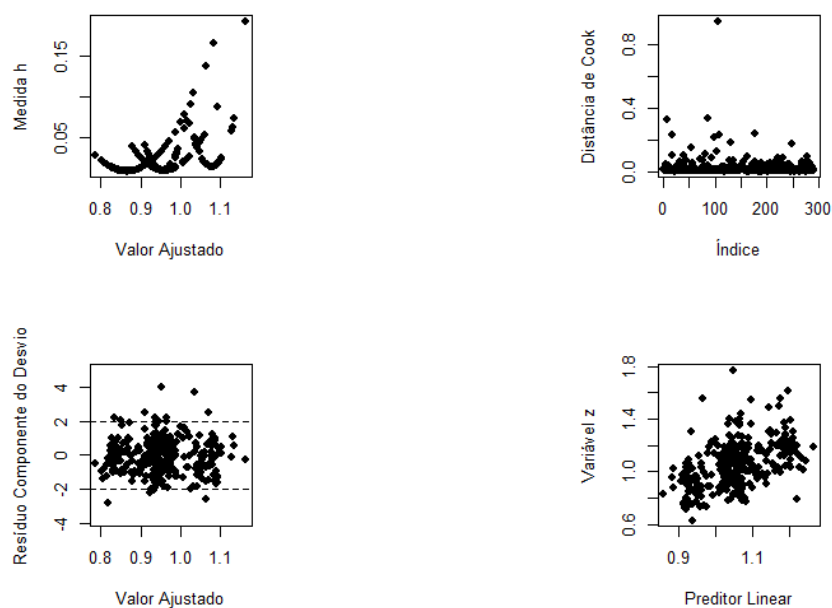 Medida h
0.05 0.15
0.8 0.9 1.0 1.1
Valor Ajustado
Distância de Cook
0.0 0.4 0.8
0 100 200 300
Índice
Resíduo Componente do Desvio
-4 -2 0 2 4
0.8 0.9 1.0 1.1
Valor Ajustado
Variável z
0.6 1.0 1.4 1.8
0.9 1.1
Preditor Linear